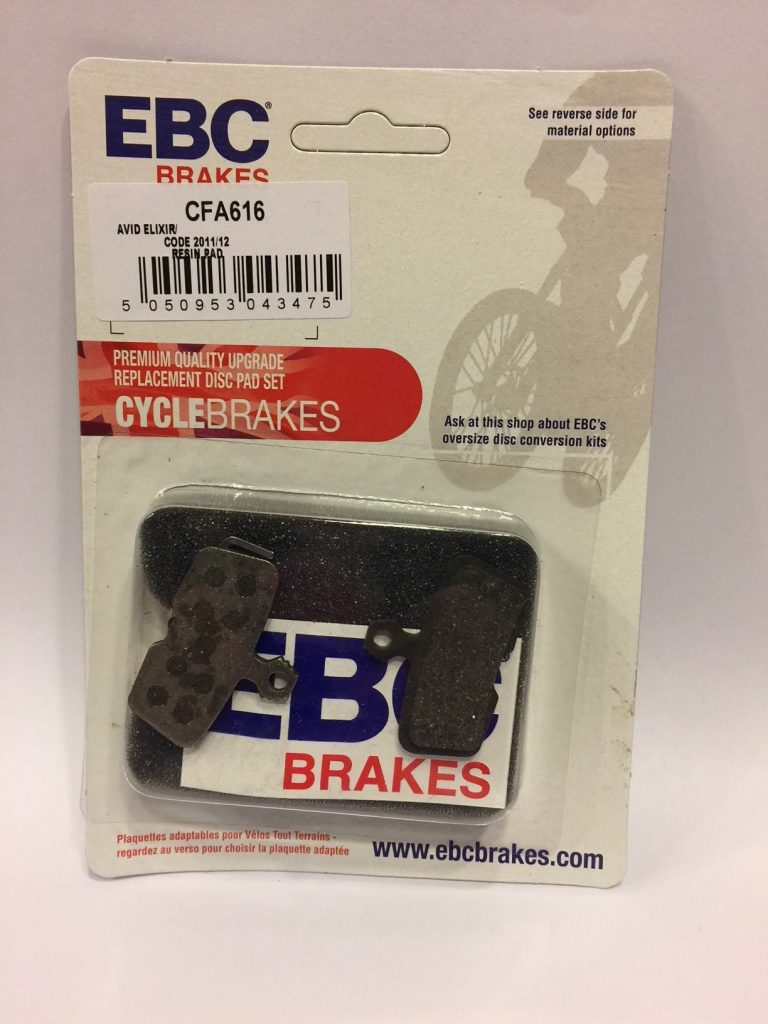 EBC®
BRAKES
See reverse side for
material options
CFA616
AVID ELIXIR/
CODE 2011/12
RESIN PAD
5 050953 043475
PREMIUM QUALITY UPGRADE
REPLACEMENT DISC PAD SET
CYCLEBRAKES
Ask at this shop about EBC's
oversize disc conversion kits
EBC
BRAKES
Plaquettes adaptables pour Vélos Tout Terrains -
regardez au verso pour choisir la plaquette adaptée
www.ebcbrakes.com